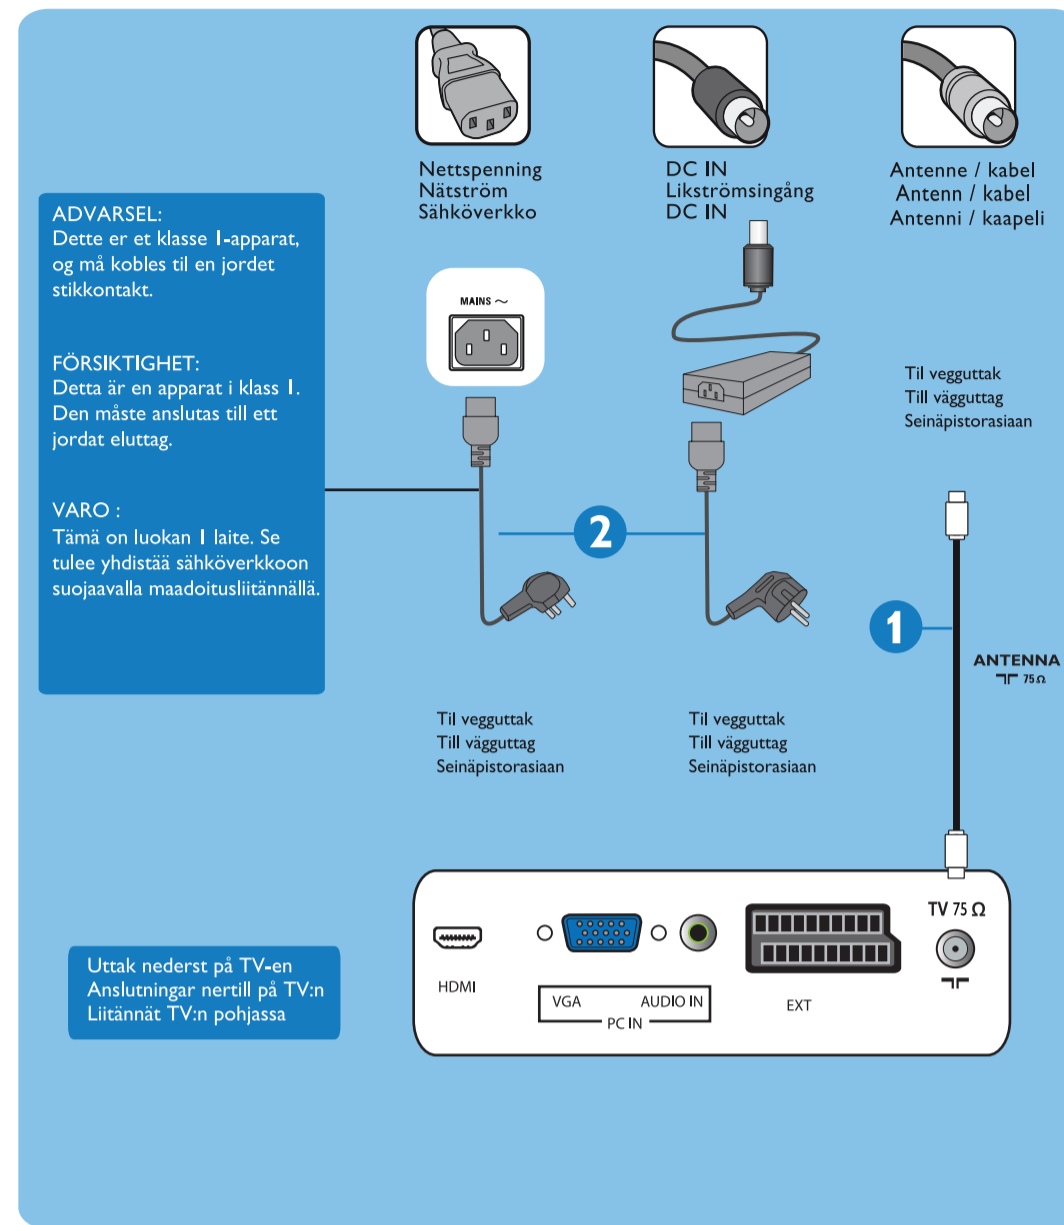 Nettspenning
Nätström
Sähköverkko
DC IN
Likströmsingång
DC IN
Antenne / kabel
Antenn / kabel
Antenni / kaapeli
ADVARSEL:
Dette er et klasse 1-apparat,
og må kobles til en jordet
stikkontakt.
FÖRSIKTIGHET:
Detta är en apparat i klass 1.
Den måste anslutas till ett
jordat eluttag.
VARO :
Tämä on luokan 1 laite. Se
tulee yhdistää sähköverkkoon
suojaavalla maadoitusliitännällä.
MAINS ~
Til vegguttak
Till vägguttag
Seinäpistorasiaan
2
1
ANTENNA
75Ω
Til vegguttak
Till vägguttag
Seinäpistorasiaan
Til vegguttak
Till vägguttag
Seinäpistorasiaan
Uttak nederst på TV-en
Anslutningar nertill på TV:n
Liitännät TV:n pohjassa
HDMI
VGA AUDIO IN
PC IN
EXT
TV 75 Ω